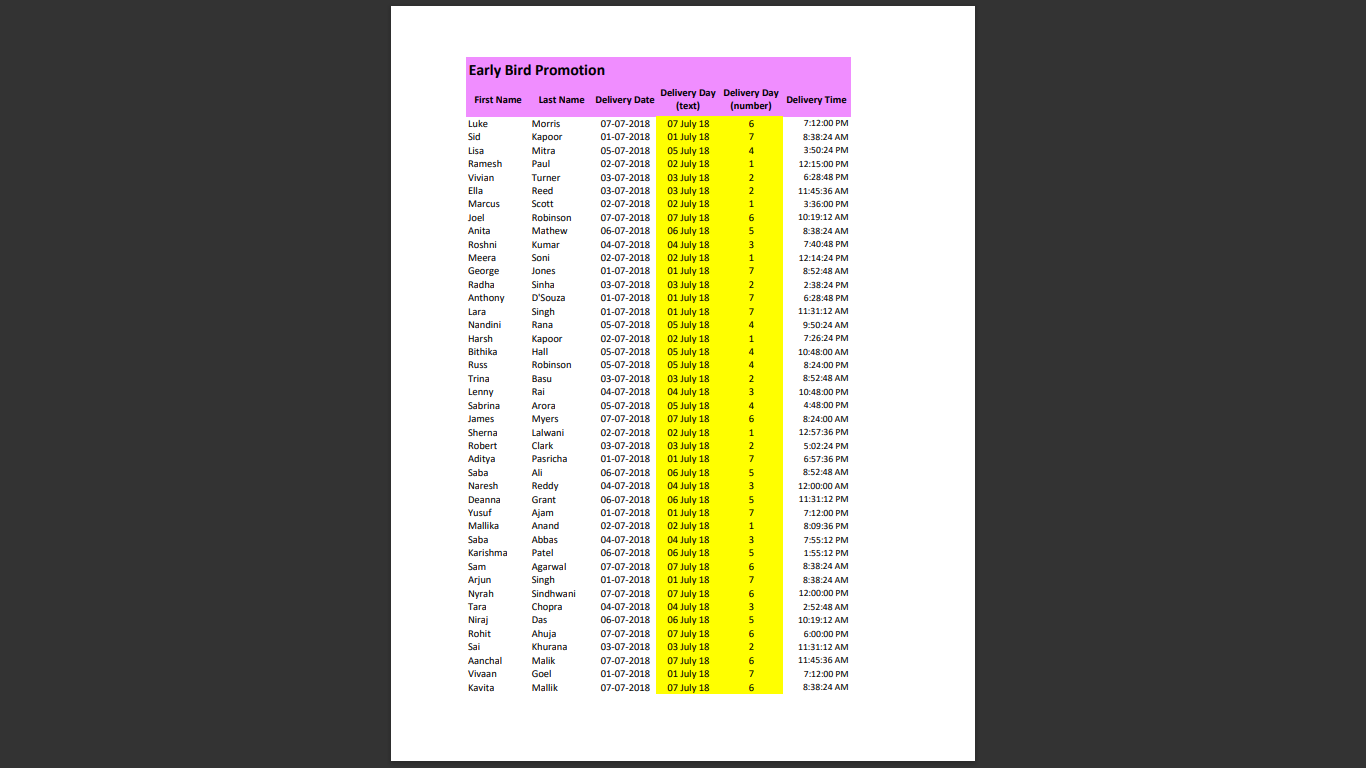 Early Bird Promotion
First Name Last Name Delivery Date Delivery Day (text) Delivery Day (number) Delivery Time
Luke Morris 07-07-2018 07 July 18 6 7:12:00 PM
Sid Kapoor 01-07-2018 01 July 18 7 8:38:24 AM
Lisa Mitra 05-07-2018 05 July 18 4 3:50:24 PM
Ramesh Paul 02-07-2018 02 July 18 1 12:15:00 PM
Vivian Turner 03-07-2018 03 July 18 2 6:28:48 PM
Ella Reed 03-07-2018 03 July 18 2 11:45:36 AM
Marcus Scott 02-07-2018 02 July 18 1 3:36:00 PM
Joel Robinson 07-07-2018 07 July 18 6 10:19:12 AM
Anita Mathew 06-07-2018 06 July 18 5 8:38:24 AM
Roshni Kumar 04-07-2018 04 July 18 3 7:40:48 PM
Meera Soni 02-07-2018 02 July 18 1 12:14:24 PM
George Jones 01-07-2018 01 July 18 7 8:52:48 AM
Radha Sinha 03-07-2018 03 July 18 2 2:38:24 PM
Anthony D'Souza 01-07-2018 01 July 18 7 6:28:48 PM
Lara Singh 01-07-2018 01 July 18 7 11:31:12 AM
Nandini Rana 05-07-2018 05 July 18 4 9:50:24 AM
Harsh Kapoor 02-07-2018 02 July 18 1 7:26:24 PM
Bithika Hall 05-07-2018 05 July 18 4 10:48:00 AM
Russ Robinson 05-07-2018 05 July 18 4 8:24:00 PM
Trina Basu 03-07-2018 03 July 18 2 8:52:48 AM
Lenny Rai 04-07-2018 04 July 18 3 10:48:00 PM
Sabrina Arora 05-07-2018 05 July 18 4 4:48:00 PM
James Myers 07-07-2018 07 July 18 6 8:24:00 AM
Sherna Lalwani 02-07-2018 02 July 18 1 12:57:36 PM
Robert Clark 03-07-2018 03 July 18 2 5:02:24 PM
Aditya Pasricha 01-07-2018 01 July 18 7 6:57:36 PM
Saba Ali 06-07-2018 06 July 18 5 8:52:48 AM
Naresh Reddy 04-07-2018 04 July 18 3 12:00:00 AM
Deanna Grant 06-07-2018 06 July 18 5 11:31:12 PM
Yusuf Ajam 01-07-2018 01 July 18 7 7:12:00 PM
Mallika Anand 02-07-2018 02 July 18 1 8:09:36 PM
Saba Abbas 04-07-2018 04 July 18 3 7:55:12 PM
Karishma Patel 06-07-2018 06 July 18 5 1:55:12 PM
Sam Agarwal 07-07-2018 07 July 18 6 8:38:24 AM
Arjun Singh 01-07-2018 01 July 18 7 8:38:24 AM
Nyrah Sindhwani 07-07-2018 07 July 18 6 12:00:00 PM
Tara Chopra 04-07-2018 04 July 18 3 2:52:48 AM
Niraj Das 06-07-2018 06 July 18 5 10:19:12 AM
Rohit Ahuja 07-07-2018 07 July 18 6 6:00:00 PM
Sai Khurana 03-07-2018 03 July 18 2 11:31:12 AM
Aanchal Malik 07-07-2018 07 July 18 6 11:45:36 AM
Vivaan Goel 01-07-2018 01 July 18 7 7:12:00 PM
Kavita Mallik 07-07-2018 07 July 18 6 8:38:24 AM